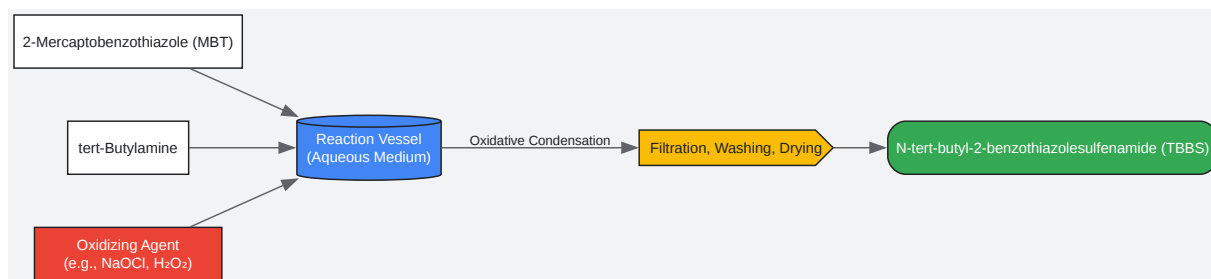 2-Mercaptobenzothiazole (MBT)
tert-Butylamine
Oxidizing Agent
(e.g., NaOCl, H₂O₂)
Reaction Vessel
(Aqueous Medium)
Oxidative Condensation
Filtration, Washing, Drying
N-tert-butyl-2-benzothiazolesulfenamide (TBBS)